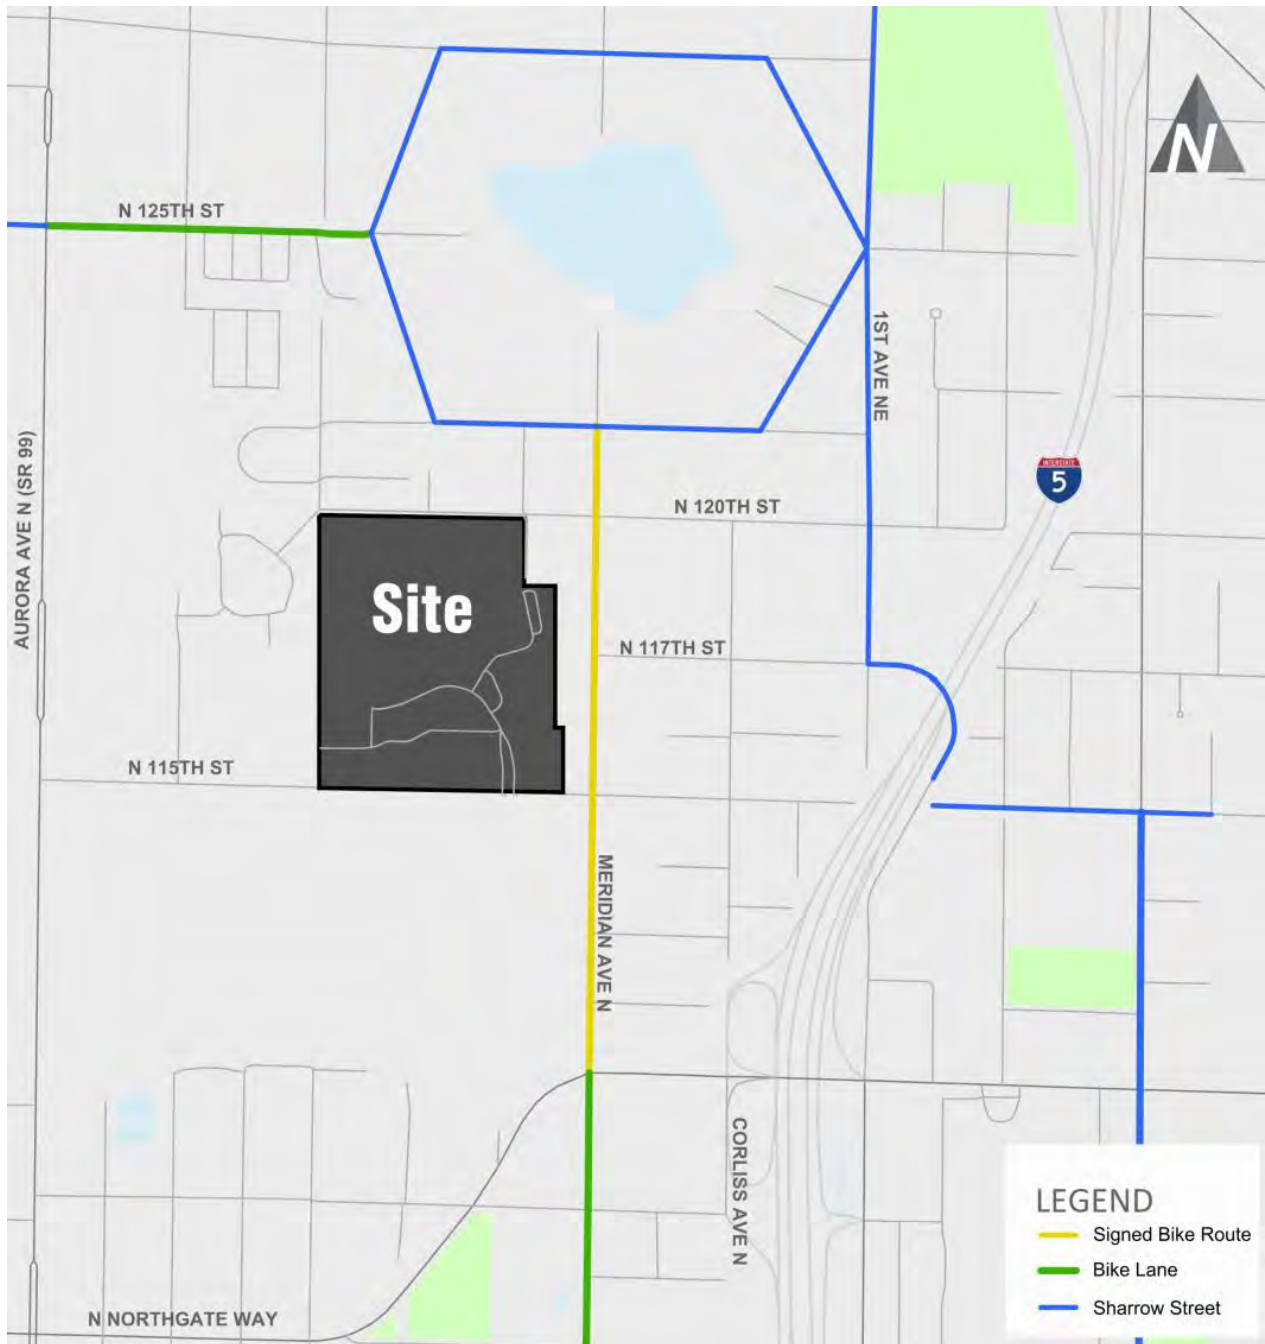 N
N 125TH ST
1ST AVE NE
AURORA AVE N (SR 99)
INTERSTATE
5
N 120TH ST
Site
N 117TH ST
N 115TH ST
MERIDIAN AVE N
CORLISS AVE N
N NORTHGATE WAY
LEGEND
Signed Bike Route
Bike Lane
Sharrow Street